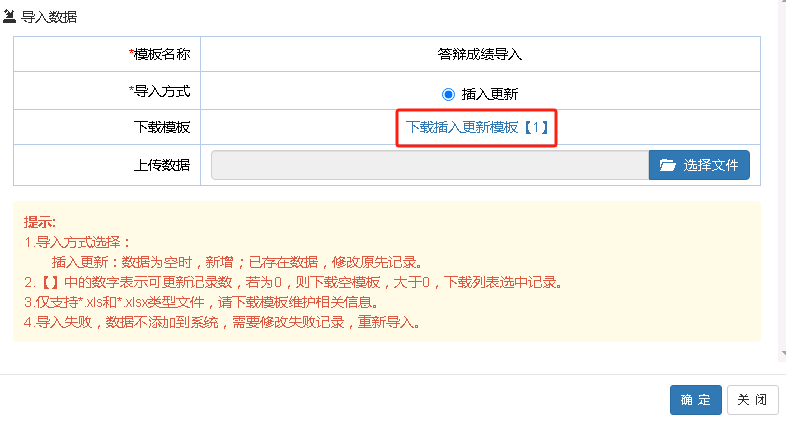 导入数据
*模板名称 答辩成绩导入
*导入方式 插入更新
下载模板 下载插入更新模板【1】
上传数据 选择文件
提示:
1.导入方式选择：
插入更新：数据为空时，新增；已存在数据，修改原先记录。
2.【】中的数字表示可更新记录数，若为0，则下载空模板，大于0，下载列表选中记录。
3.仅支持*.xls和*.xlsx类型文件，请下载模板维护相关信息。
4.导入失败，数据不添加到系统，需要修改失败记录，重新导入。
确 定 关 闭